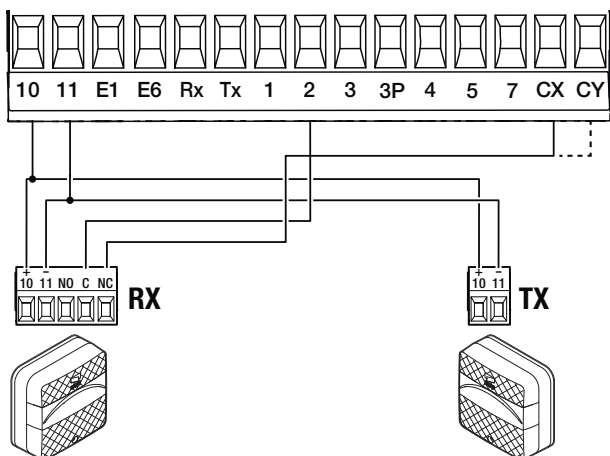 10 11 E1 E6 Rx Tx 1 2 3 3P 4 5 7 CX CY
+ −
10 11 NO C NC
RX
+ −
10 11
TX